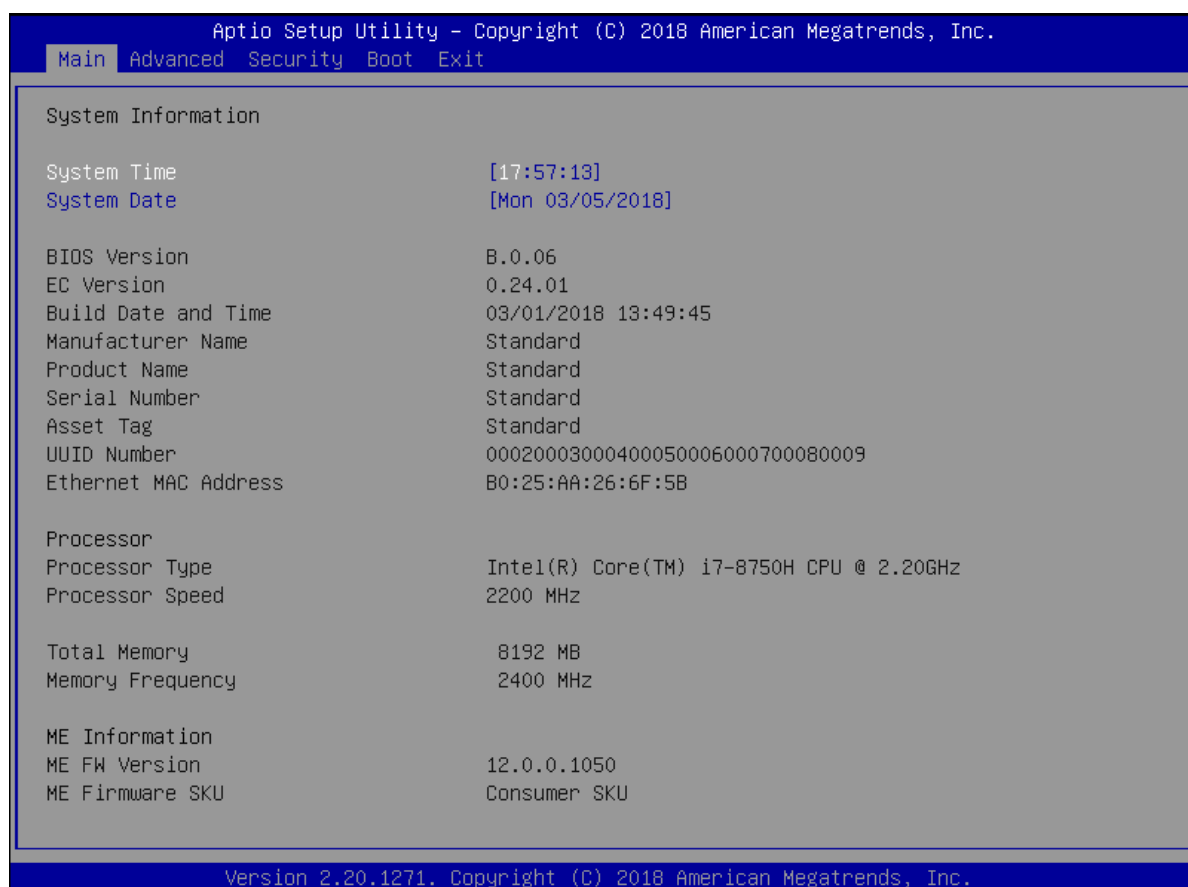 Aptio Setup Utility – Copyright (C) 2018 American Megatrends, Inc.
Main Advanced Security Boot Exit
System Information
System Time [17:57:13]
System Date [Mon 03/05/2018]
BIOS Version B.0.06
EC Version 0.24.01
Build Date and Time 03/01/2018 13:49:45
Manufacturer Name Standard
Product Name Standard
Serial Number Standard
Asset Tag Standard
UUID Number 00020003000400050006000700080009
Ethernet MAC Address B0:25:AA:26:6F:5B
Processor
Processor Type Intel(R) Core(TM) i7-8750H CPU @ 2.20GHz
Processor Speed 2200 MHz
Total Memory 8192 MB
Memory Frequency 2400 MHz
ME Information
ME FW Version 12.0.0.1050
ME Firmware SKU Consumer SKU
Version 2.20.1271. Copyright (C) 2018 American Megatrends, Inc.